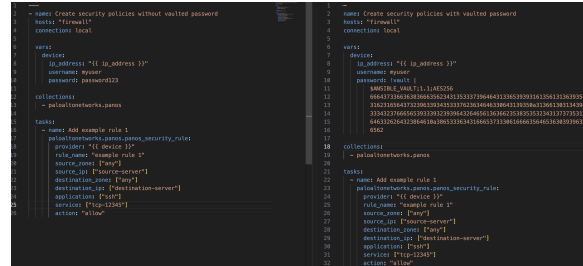 ---
- name: Create security policies without vaulted password
hosts: "firewall"
connection: local
vars:
device:
ip_address: "{{ ip_address }}"
username: myuser
password: password123
collections:
- paloaltonetworks.panos
tasks:
- name: Add example rule 1
paloaltonetworks.panos.panos_security_rule:
provider: "{{ device }}"
rule_name: "example rule 1"
source_zone: ["any"]
source_ip: ["source-server"]
destination_zone: ["any"]
destination_ip: ["destination-server"]
application: ["ssh"]
service: ["tcp-12345"]
action: "allow"
- name: Create security policies with vaulted password
hosts: "firewall"
connection: local
vars:
device:
ip_address: "{{ ip_address }}"
username: myuser
password: !vault |
$ANSIBLE_VAULT;1.1;AES256
6562
collections:
- paloaltonetworks.panos
tasks:
- name: Add example rule 1
paloaltonetworks.panos.panos_security_rule:
provider: "{{ device }}"
rule_name: "example rule 1"
source_zone: ["any"]
source_ip: ["source-server"]
destination_zone: ["any"]
destination_ip: ["destination-server"]
application: ["ssh"]
service: ["tcp-12345"]
action: "allow"